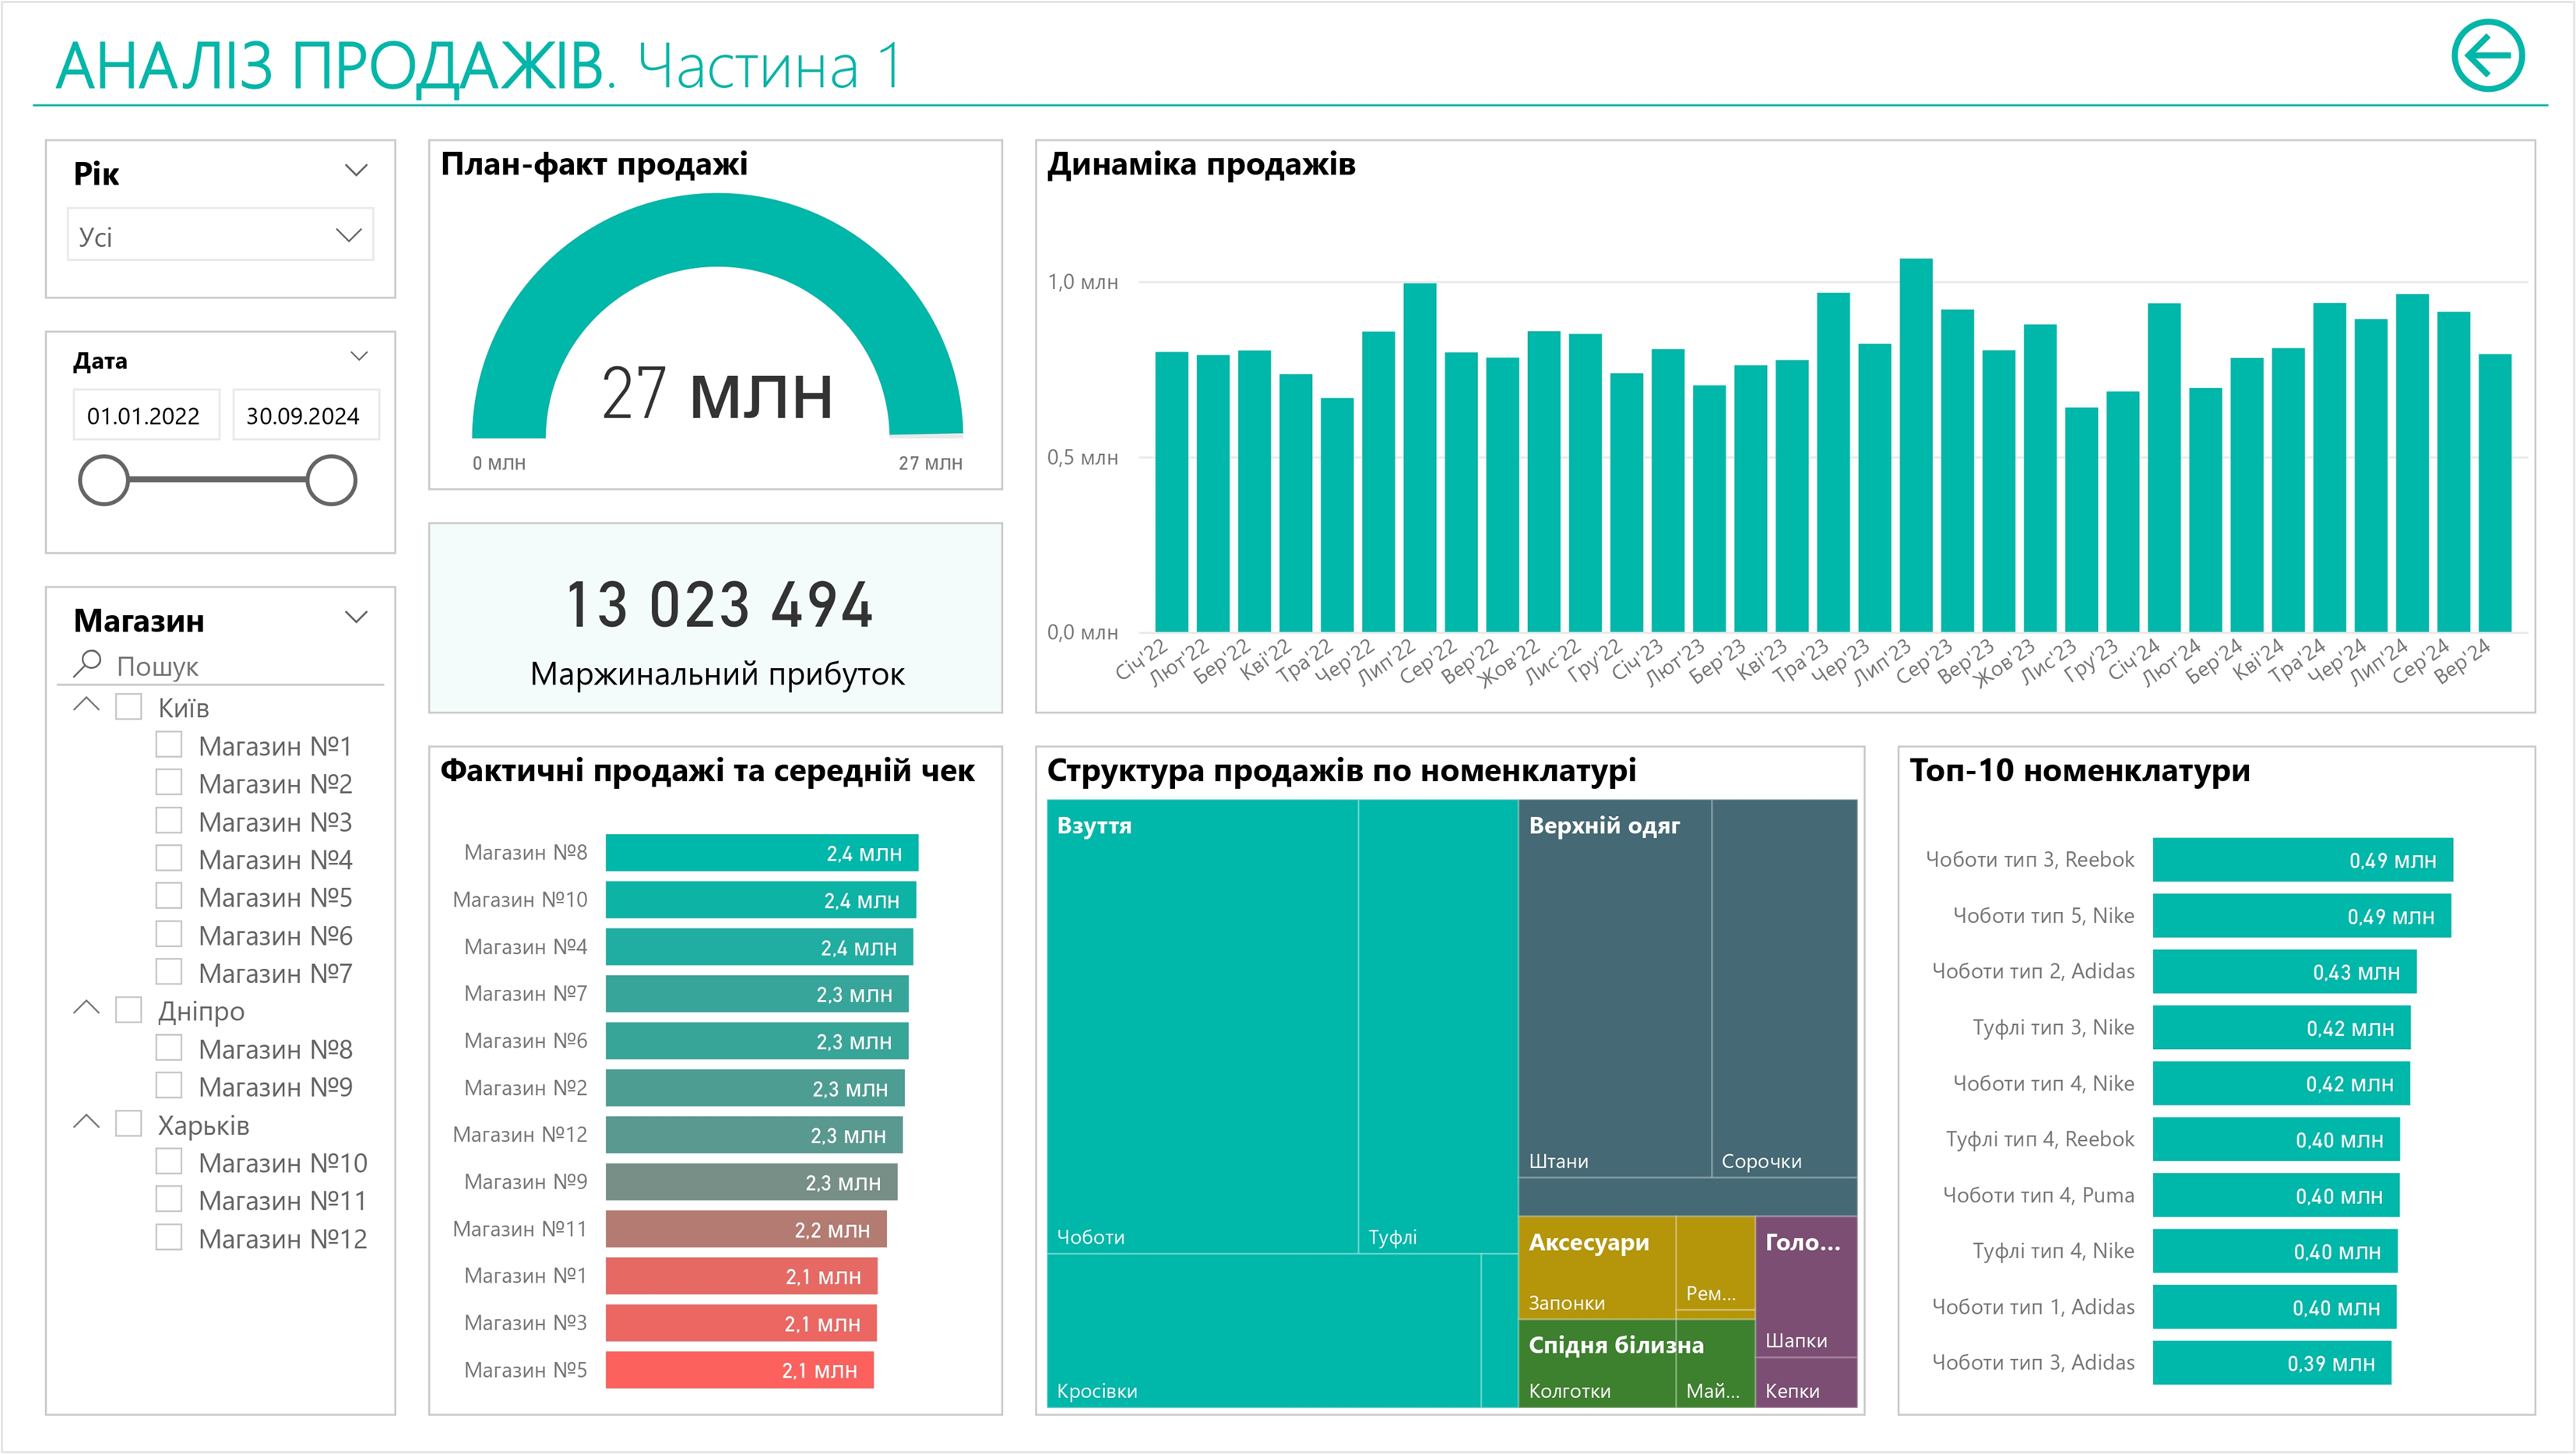 АНАЛІЗ ПРОДАЖІВ. Частина 1
Рік
Усі
Дата
01.01.2022 30.09.2024
Магазин
Пошук
Київ
Магазин №1
Магазин №2
Магазин №3
Магазин №4
Магазин №5
Магазин №6
Магазин №7
Дніпро
Магазин №8
Магазин №9
Харьків
Магазин №10
Магазин №11
Магазин №12
План-факт продажі
27 млн
0 млн 27 млн
13 023 494
Маржинальний прибуток
Динаміка продажів
1,0 млн
0,5 млн
0,0 млн
Січ'22 Лют'22 Бер'22 Кві'22 Тра'22 Чер'22 Лип'22 Сер'22 Вер'22 Жов'22 Лис'22 Гру'22 Січ'23 Лют'23 Бер'23 Кві'23 Тра'23 Чер'23 Лип'23 Сер'23 Вер'23 Жов'23 Лис'23 Гру'23 Січ'24 Лют'24 Бер'24 Кві'24 Тра'24 Чер'24 Лип'24 Сер'24 Вер'24
Фактичні продажі та середній чек
Магазин №8 2,4 млн
Магазин №10 2,4 млн
Магазин №4 2,4 млн
Магазин №7 2,3 млн
Магазин №6 2,3 млн
Магазин №2 2,3 млн
Магазин №12 2,3 млн
Магазин №9 2,3 млн
Магазин №11 2,2 млн
Магазин №1 2,1 млн
Магазин №3 2,1 млн
Магазин №5 2,1 млн
Структура продажів по номенклатурі
Взуття
Чоботи
Туфлі
Кросівки
Верхній одяг
Штани
Сорочки
Аксесуари
Запонки
Рем...
Спідня білизна
Колготки
Май...
Голо...
Шапки
Кепки
Топ-10 номенклатури
Чоботи тип 3, Reebok 0,49 млн
Чоботи тип 5, Nike 0,49 млн
Чоботи тип 2, Adidas 0,43 млн
Туфлі тип 3, Nike 0,42 млн
Чоботи тип 4, Nike 0,42 млн
Туфлі тип 4, Reebok 0,40 млн
Чоботи тип 4, Puma 0,40 млн
Туфлі тип 4, Nike 0,40 млн
Чоботи тип 1, Adidas 0,40 млн
Чоботи тип 3, Adidas 0,39 млн